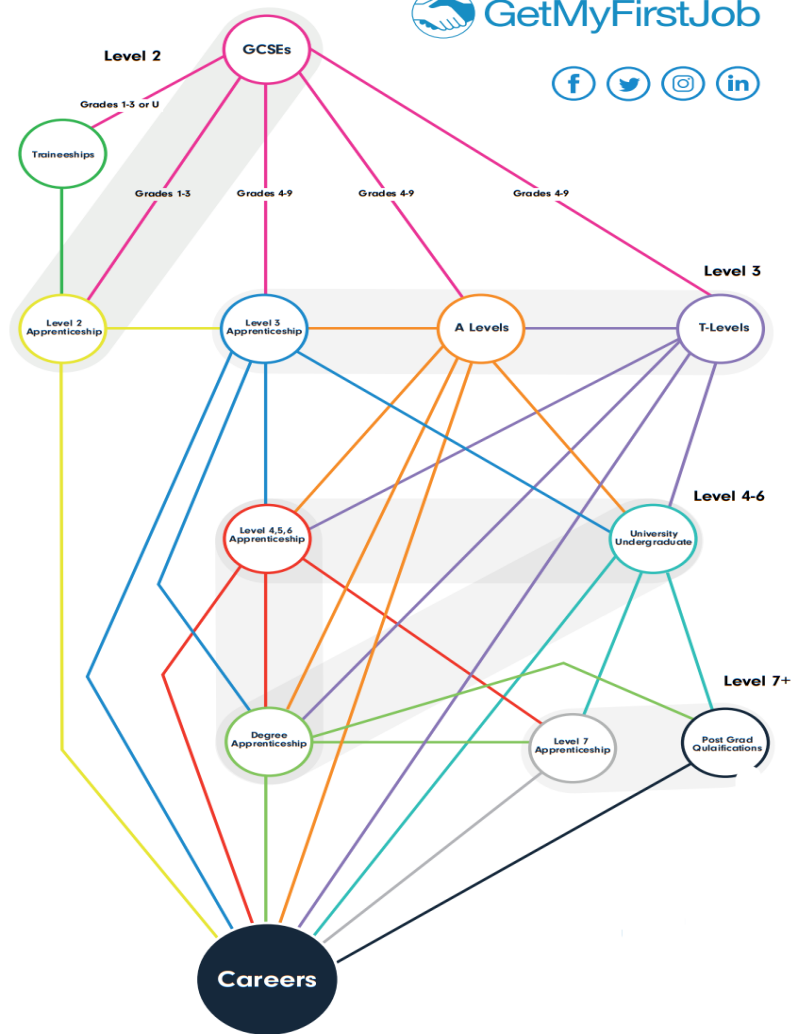 GetMyFirstJob
Level 2
GCSEs
Grades 1-3 or U
Traineeships
Grades 1-3
Grades 4-9
Grades 4-9
Grades 4-9
Level 3
Level 2
Apprenticeship
Level 3
Apprenticeship
A Levels
T-Levels
Level 4-6
Level 4,5,6
Apprenticeship
University
Undergraduate
Level 7+
Degree
Apprenticeship
Level 7
Apprenticeship
Post Grad
Qulaifications
Careers